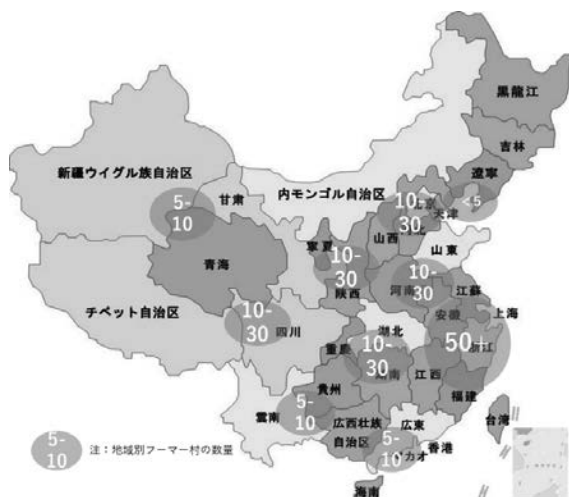 黒龍江
吉林
遼寧
新疆ウイグル族自治区
内モンゴル自治区
甘肃
5-
10
10-
30
天津
<5
山西
山東
寧夏
10-
30
青海
陝西
河南
10-
30
江蘇
チベット自治区
10-
30
四川
安徽
上海
湖北
50+
浙江
重慶
10-
30
湖南
江西
貴州
福建
雲南
5-
10
広西壮族
自治区
広東
台湾
5-
10
マカオ
香港
海南
5-
10
注：地域別フーマー村の数量